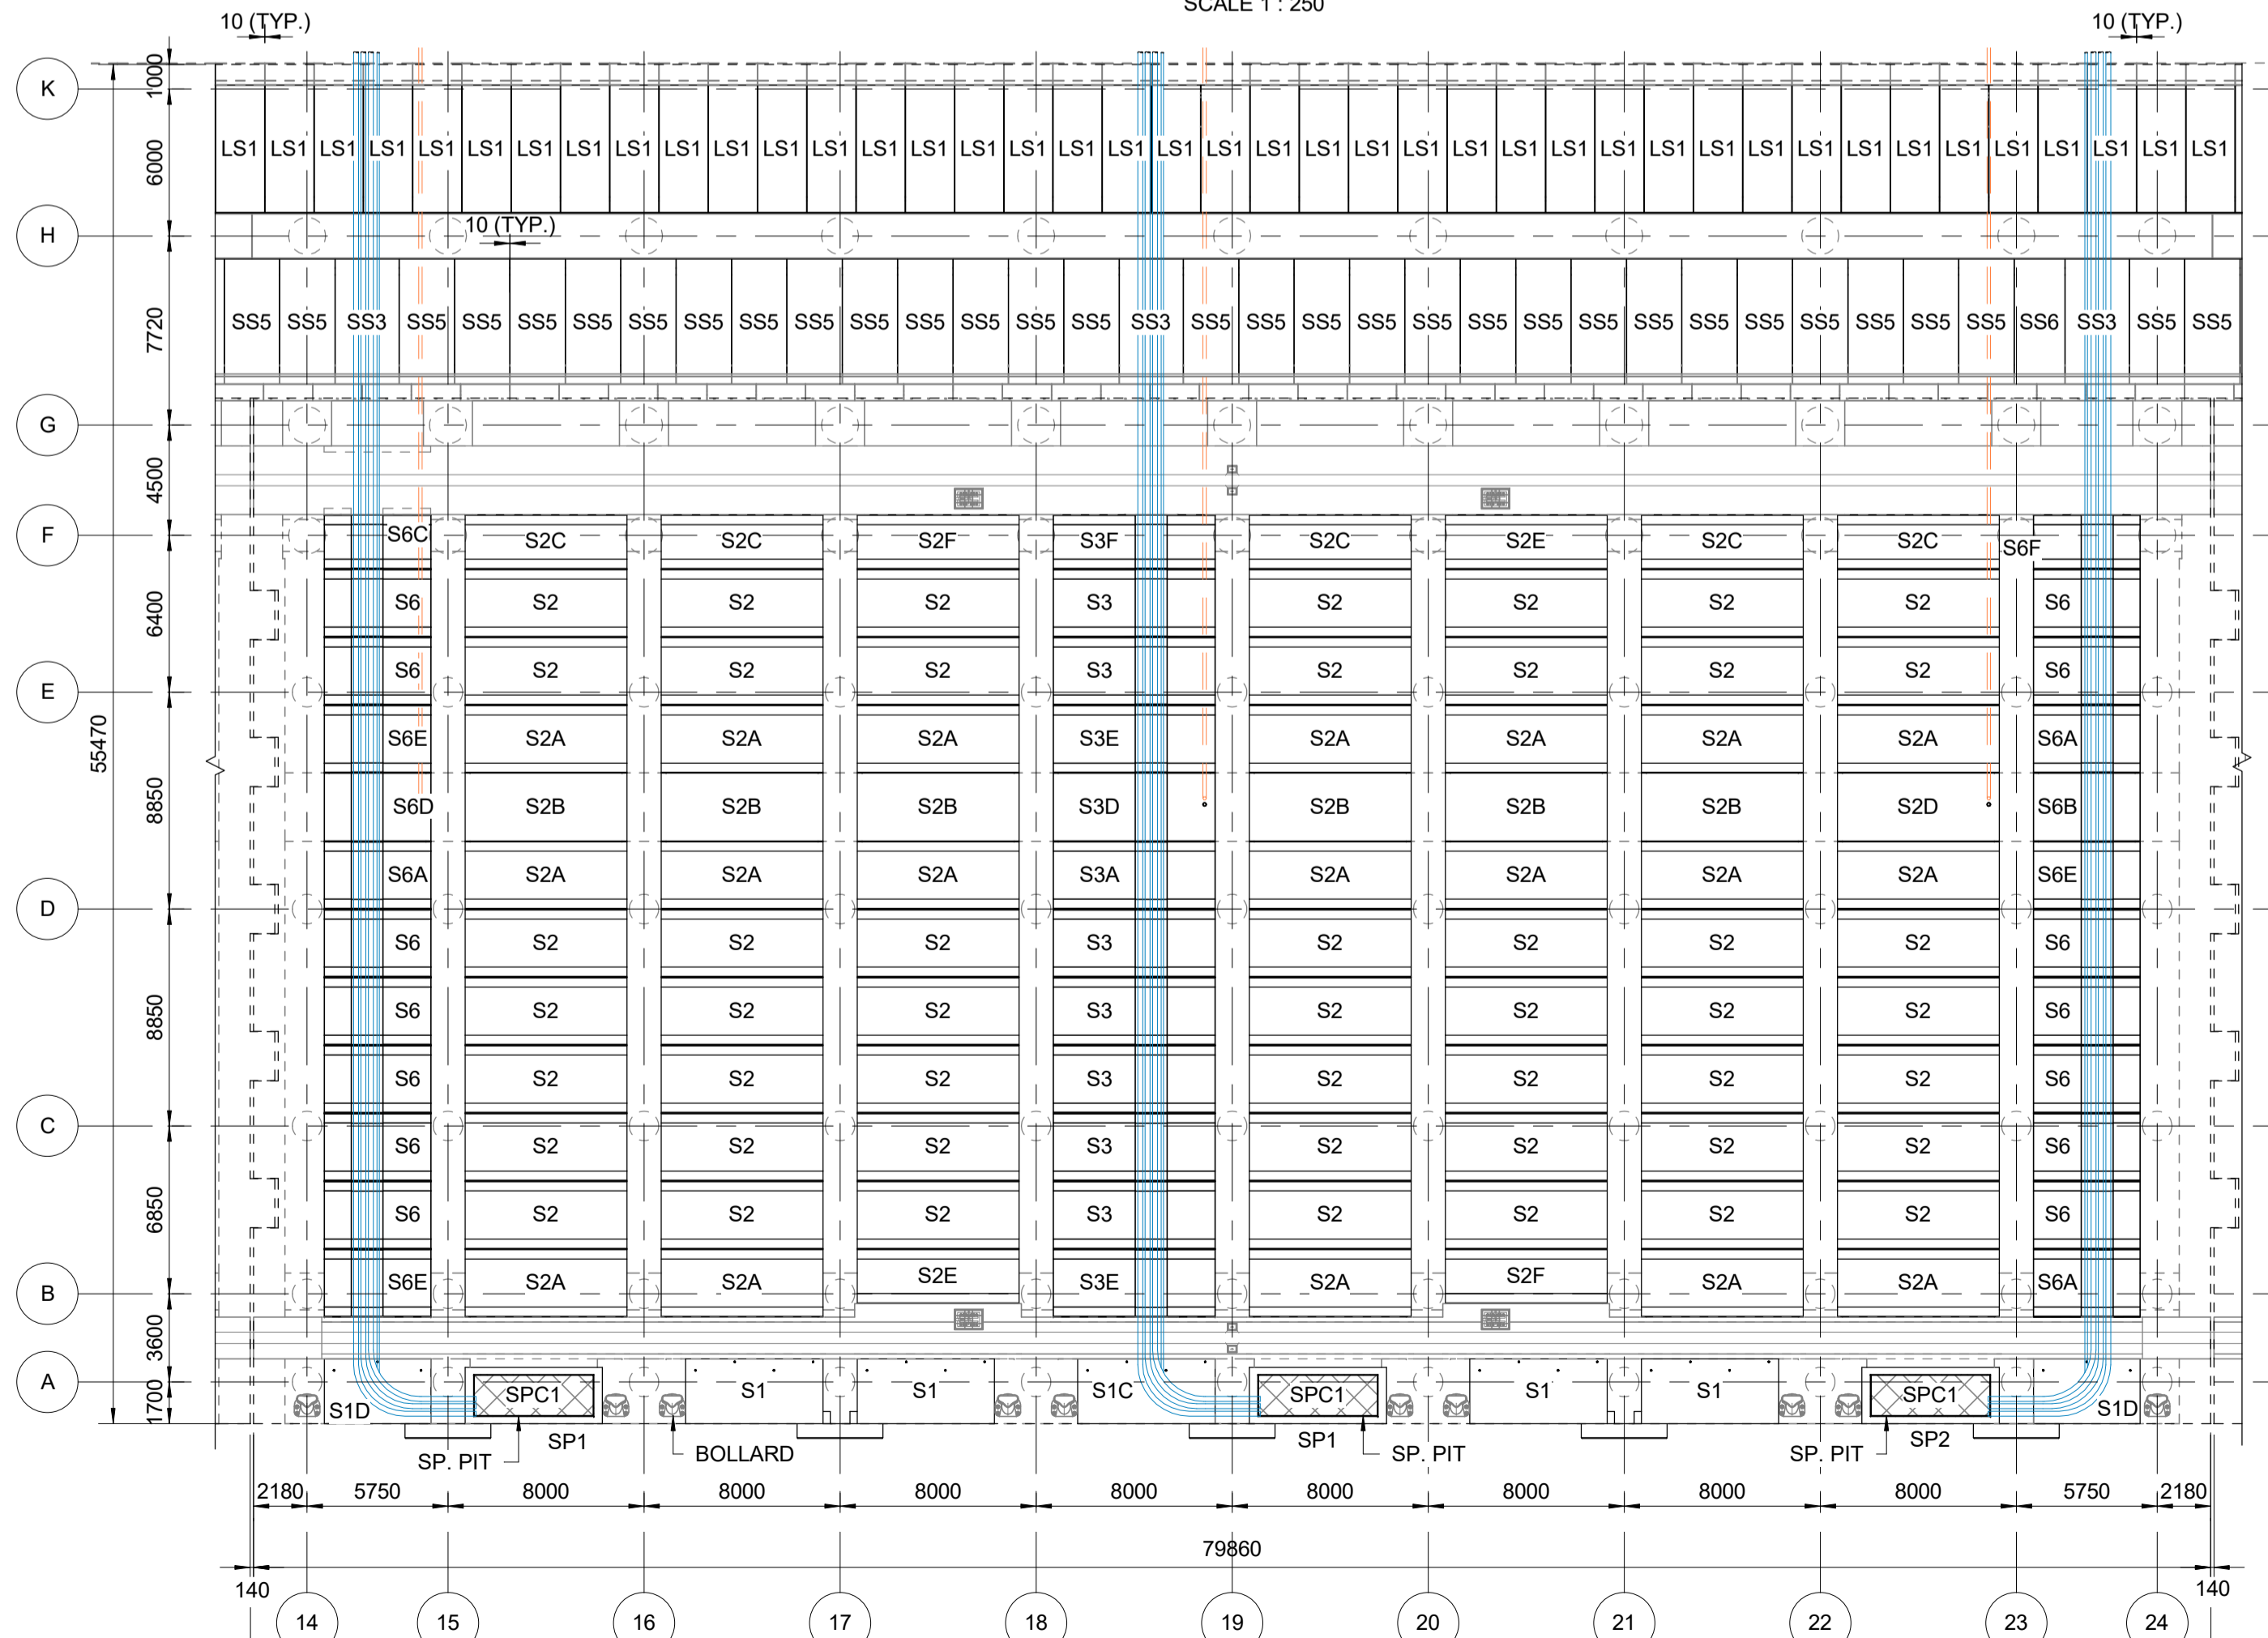 SCALE 1 : 250
10 (TYP.) 10 (TYP.)
K 1000
6000 LS1 LS1 LS1 LS1 LS1 LS1 LS1 LS1 LS1 LS1 LS1 LS1 LS1 LS1 LS1 LS1 LS1 LS1 LS1 LS1 LS1 LS1 LS1 LS1 LS1 LS1 LS1 LS1 LS1 LS1 LS1 LS1 LS1 LS1 LS1 LS1 LS1 LS1 LS1 LS1 LS1
H 10 (TYP.)
7720 SS5 SS5 SS3 SS5 SS5 SS5 SS5 SS5 SS5 SS5 SS5 SS5 SS5 SS5 SS5 SS5 SS3 SS5 SS5 SS5 SS5 SS5 SS5 SS5 SS5 SS5 SS5 SS5 SS5 SS5 SS5 SS5 SS6 SS3 SS5 SS5
G
4500
F S6C S2C S2C S2F S3F S2C S2E S2C S2C S6F
6400 S6 S2 S2 S2 S3 S2 S2 S2 S2 S6
S6 S2 S2 S2 S3 S2 S2 S2 S2 S6
E
55470 S6E S2A S2A S2A S3E S2A S2A S2A S2A S6A
8850 S6D S2B S2B S2B S3D S2B S2B S2B S2D S6B
S6A S2A S2A S2A S3A S2A S2A S2A S2A S6E
D
S6 S2 S2 S2 S3 S2 S2 S2 S2 S6
8850 S6 S2 S2 S2 S3 S2 S2 S2 S2 S6
S6 S2 S2 S2 S3 S2 S2 S2 S2 S6
C
S6 S2 S2 S2 S3 S2 S2 S2 S2 S6
6850 S6 S2 S2 S2 S3 S2 S2 S2 S2 S6
B S6E S2A S2A S2E S3E S2A S2F S2A S2A S6A
3600
A SPC1 S1 S1 S1C SPC1 S1 S1 SPC1
1700 S1D S1D
SP1 SP1 SP2
SP. PIT BOLLARD SP. PIT SP. PIT
2180 5750 8000 8000 8000 8000 8000 8000 8000 8000 5750 2180
79860
140 140
14 15 16 17 18 19 20 21 22 23 24